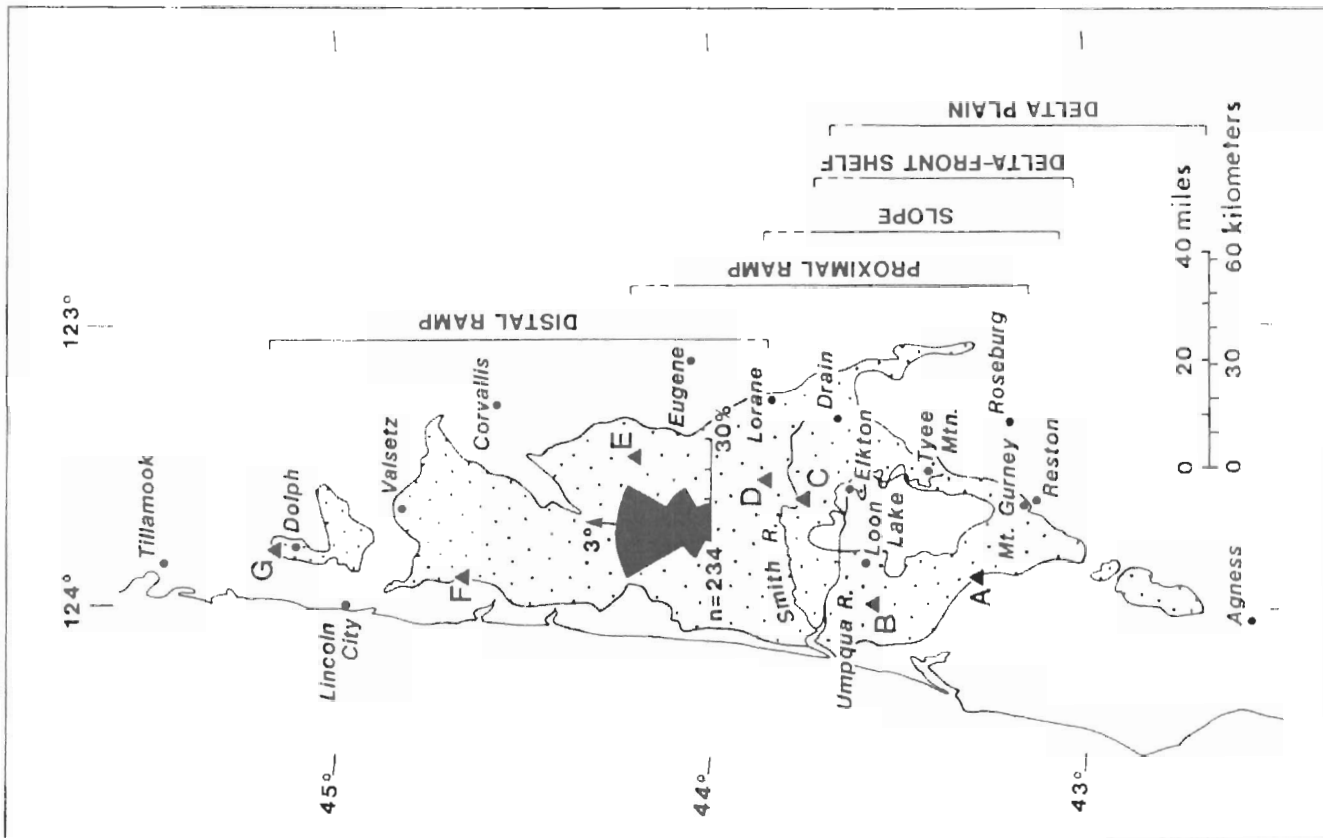 124°
123°
Tillamook
G
Dolph
45°
Lincoln
City
Valsetz
F
Corvallis
DISTAL RAMP
3°
E
Eugene
n=234
30%
44°
Lorane
D
Smith R.
C
Drain
Umpqua R.
Loon
Lake
Elkton
B
Tyee
Mtn.
PROXIMAL RAMP
SLOPE
DELTA-FRONT SHELF
DELTA PLAIN
A
Mt. Gurney
Roseburg
Reston
43°
Agness
0 20 40 miles
0 30 60 kilometers